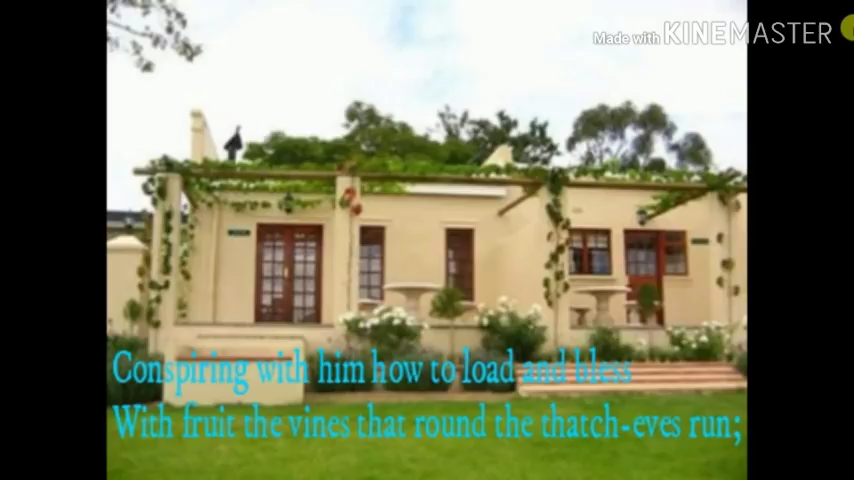 Made with KINEMASTER
Conspiring with him how to load and bless
With fruit the vines that round the thatch-eves run;